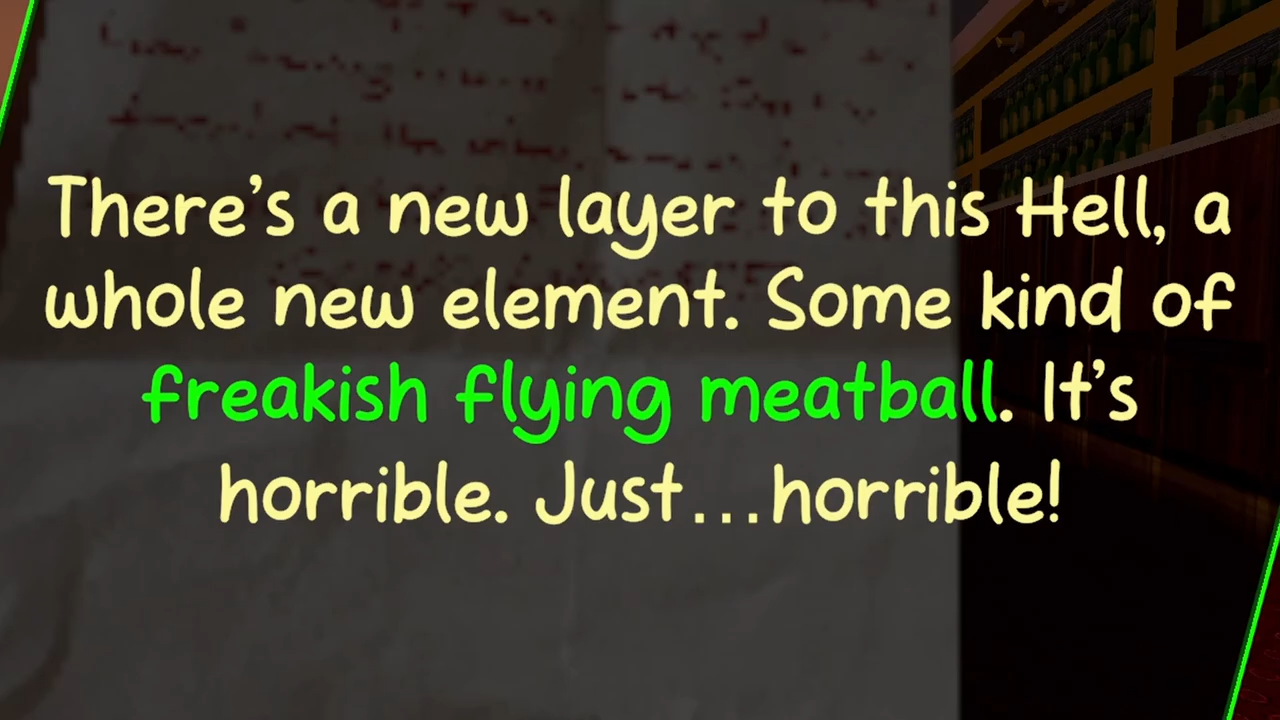 There's a new layer to this Hell, a
whole new element. Some kind of
freakish flying meatball. It's
horrible. Just...horrible!